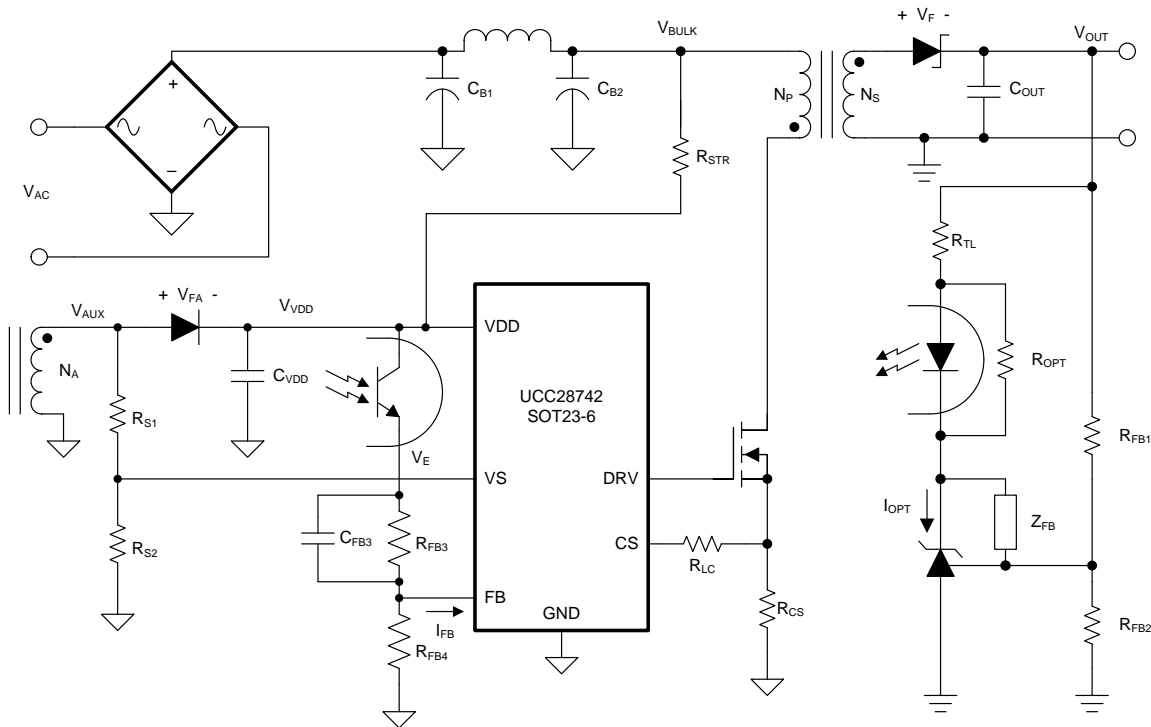 + V_F -
V_BULK
V_OUT
+
C_B1
C_B2
N_P
N_S
C_OUT
R_STR
−
V_AC
R_TL
+ V_FA -
V_AUX
V_VDD
VDD
N_A
C_VDD
R_OPT
UCC28742
SOT23-6
R_S1
R_FB1
V_E
VS
DRV
I_OPT
Z_FB
C_FB3
R_FB3
R_S2
CS
R_LC
FB
I_FB
GND
R_CS
R_FB2
R_FB4